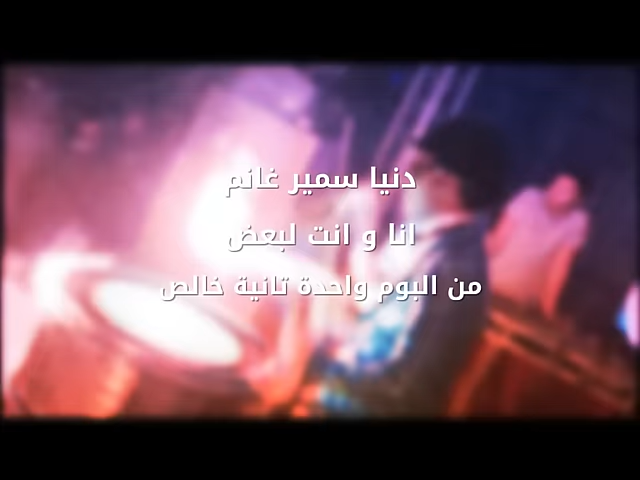 دنيا سمير غانم
انا و انت لبعض
من البوم واحدة تانية خالص